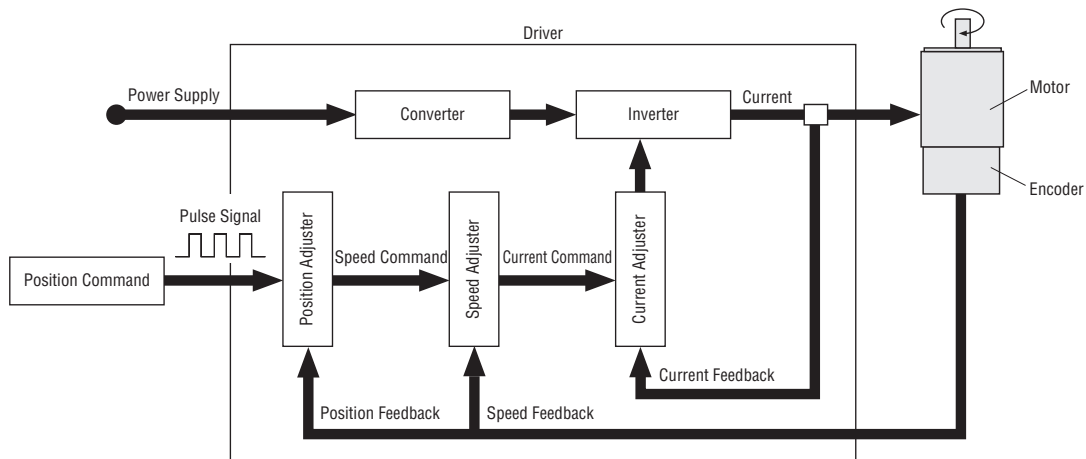 Driver
Power Supply
Converter
Inverter
Current
Motor
Encoder
Pulse Signal
Position Command
Position Adjuster
Speed Command
Speed Adjuster
Current Command
Current Adjuster
Current Feedback
Position Feedback
Speed Feedback